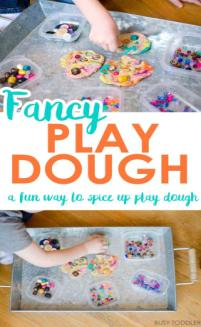 Fancy
PLAY
DOUGH
a fun way to spice up play dough
BUSY TODDLER